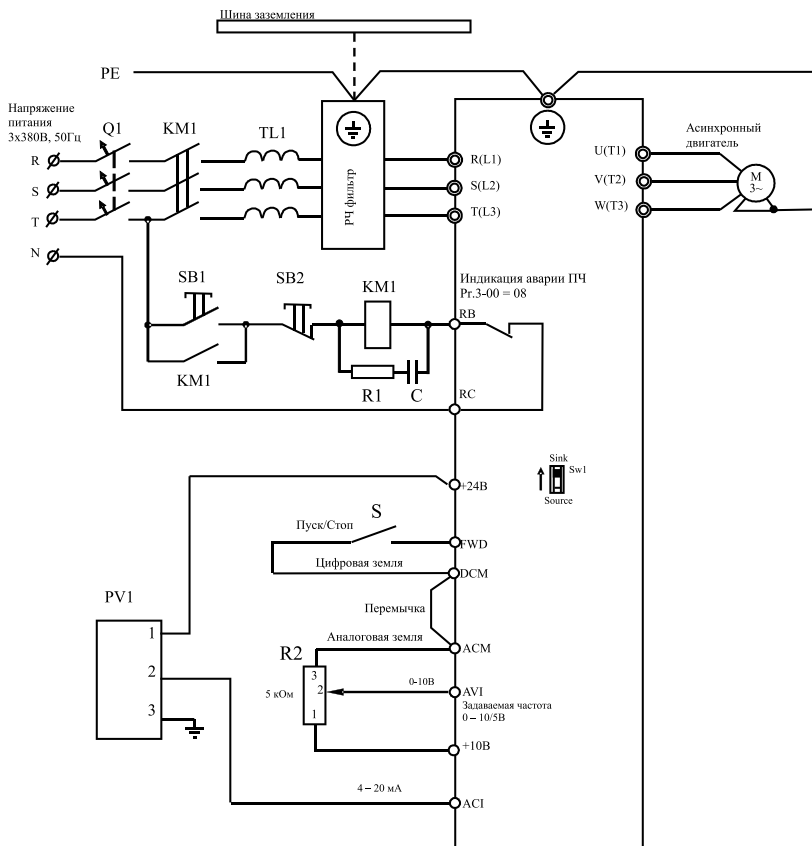 Шина заземления
PE
Напряжение
питания
3x380В, 50Гц
Q1
KM1
TL1
R
S
T
N
РЧ фильтр
R(L1)
S(L2)
T(L3)
U(T1)
V(T2)
W(T3)
Асинхронный
двигатель
M
3~
SB1
SB2
KM1
KM1
R1
C
Индикация аварии ПЧ
Pr.3-00 = 08
RB
RC
Sink
Sw1
Source
+24В
S
Пуск/Стоп
FWD
Цифровая земля
DCM
Перемычка
PV1
1
2
3
Аналоговая земля
ACM
R2
5 кОм
3
2
1
0-10В
AVI
Задаваемая частота
0 – 10/5В
+10В
4 – 20 мА
ACI